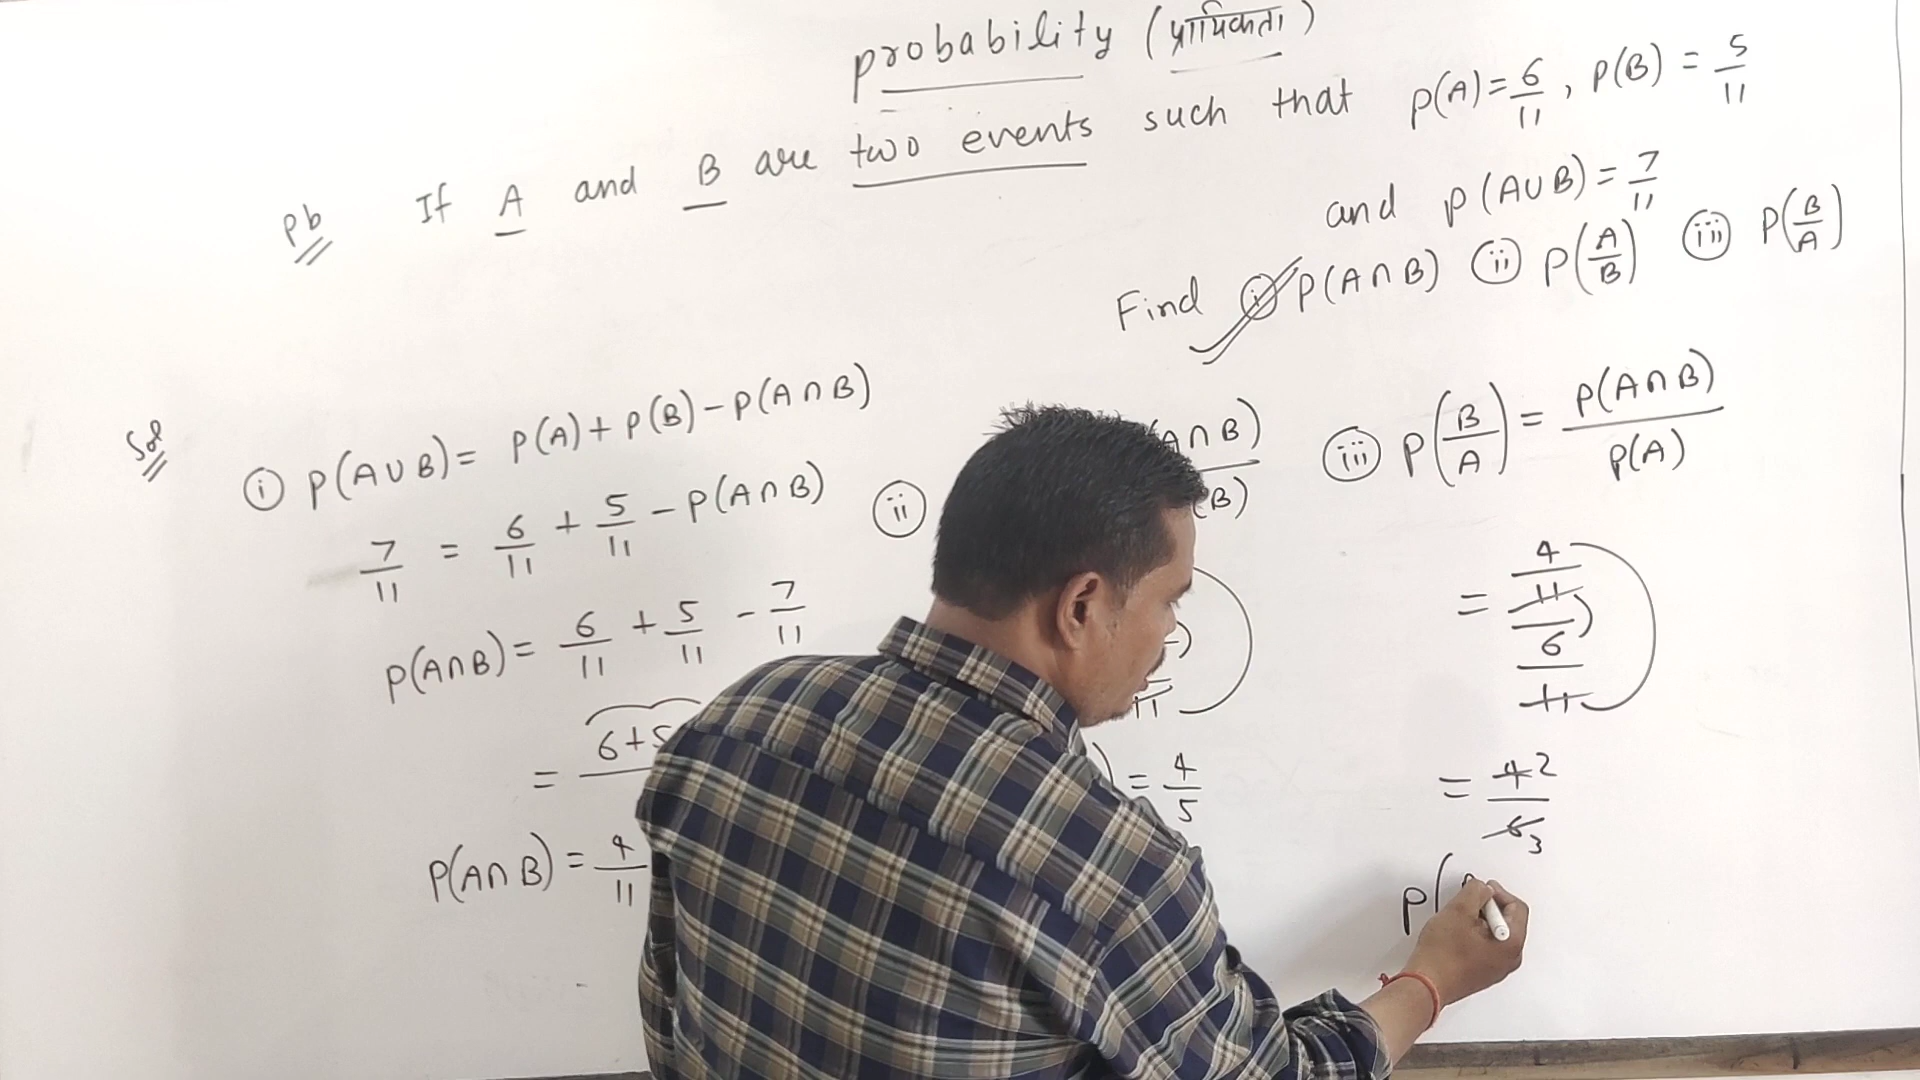 probability (प्रायिकता)
pb If A and B are two events such that p(A)=6/11, p(B)=5/11
and p(A∪B)=7/11
Find (i) p(A∩B) (ii) p(A/B) (iii) p(B/A)
Sol
(i) p(A∪B)= p(A)+p(B)-p(A∩B)
7/11 = 6/11 + 5/11 - p(A∩B)
p(A∩B)= 6/11 + 5/11 - 7/11
= 6+5
p(A∩B)= 4/11
(ii)
∩B)
B)
11
= 4/5
(iii) p(B/A) = p(A∩B)/p(A)
= 4/11 / 6/11
= 4 2/6 3
p(